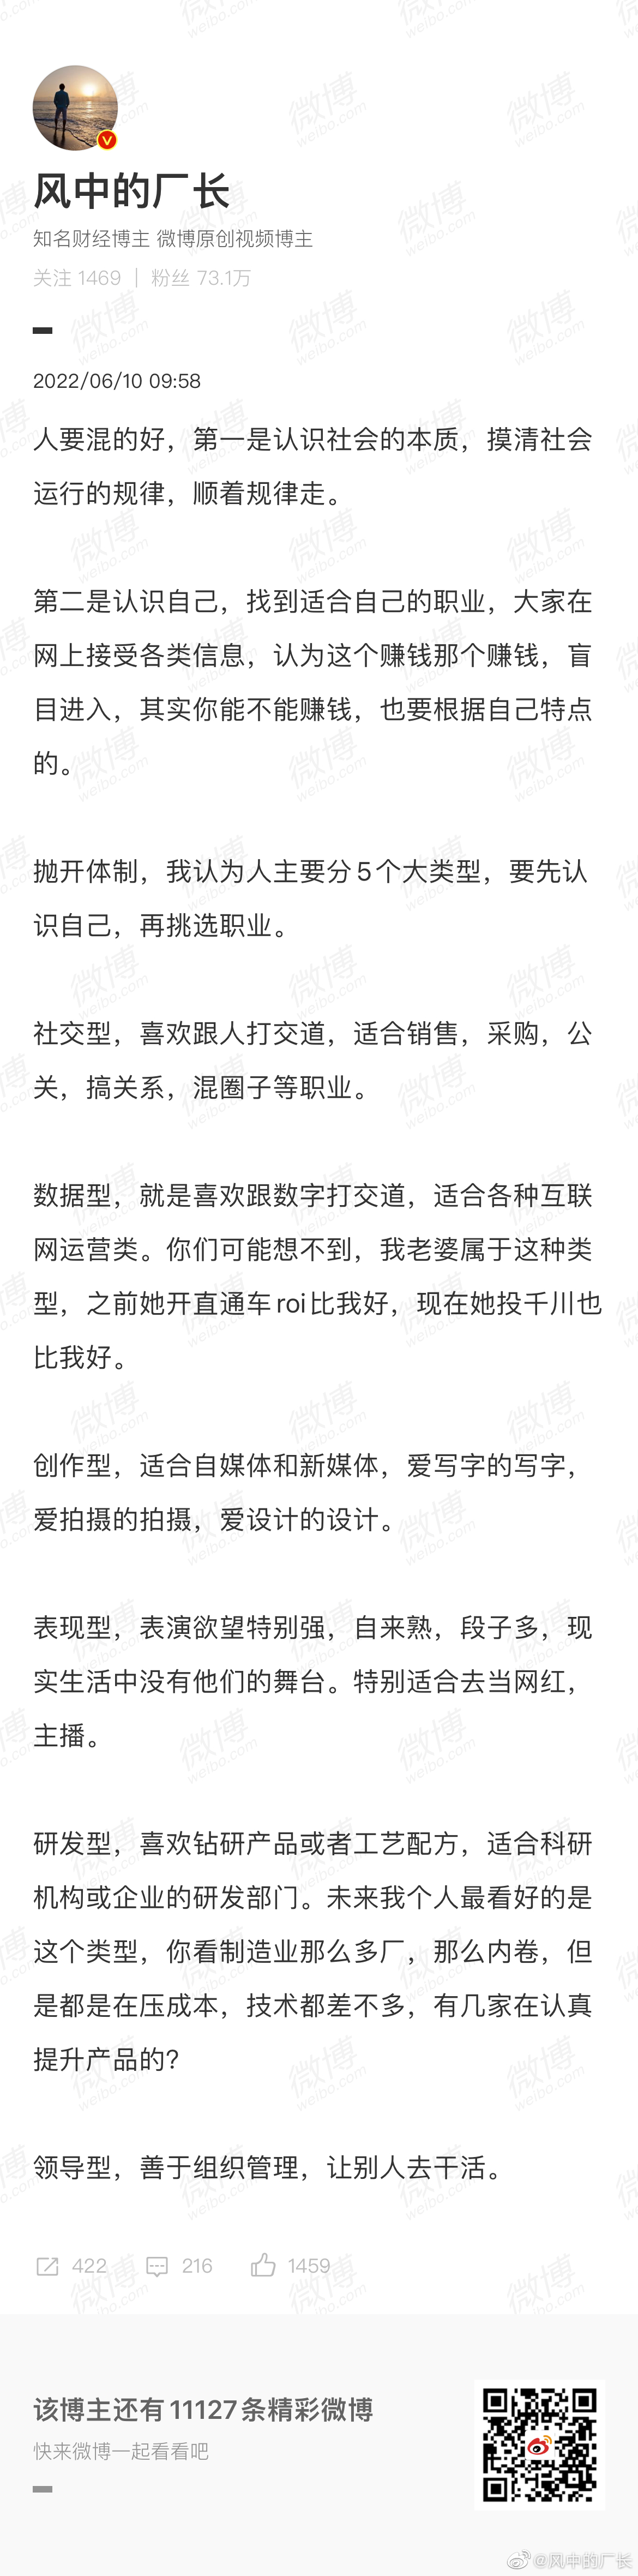 风中的厂长
知名财经博主 微博原创视频博主
关注 1469 | 粉丝 73.1万
2022/06/10 09:58
人要混的好，第一是认识社会的本质，摸清社会
运行的规律，顺着规律走。
第二是认识自己，找到适合自己的职业，大家在
网上接受各类信息，认为这个赚钱那个赚钱，盲
目进入，其实你能不能赚钱，也要根据自己特点
的。
抛开体制，我认为人主要分5个大类型，要先认
识自己，再挑选职业。
社交型，喜欢跟人打交道，适合销售，采购，公
关，搞关系，混圈子等职业。
数据型，就是喜欢跟数字打交道，适合各种互联
网运营类。你们可能想不到，我老婆属于这种类
型，之前她开直通车roi比我好，现在她投千川也
比我好。
创作型，适合自媒体和新媒体，爱写字的写字，
爱拍摄的拍摄，爱设计的设计。
表现型，表演欲望特别强，自来熟，段子多，现
实生活中没有他们的舞台。特别适合去当网红，
主播。
研发型，喜欢钻研产品或者工艺配方，适合科研
机构或企业的研发部门。未来我个人最看好的是
这个类型，你看制造业那么多厂，那么内卷，但
是都是在压成本，技术都差不多，有几家在认真
提升产品的?
领导型，善于组织管理，让别人去干活。
422 216 1459
该博主还有11127条精彩微博
快来微博一起看看吧
@风中的厂长
微博
weibo.com